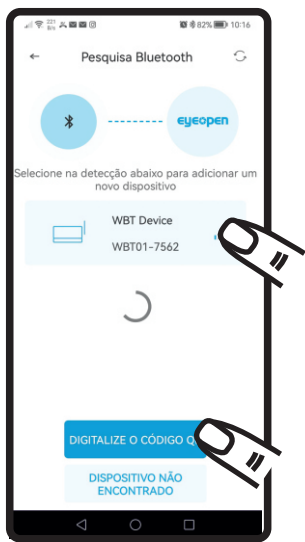 221 B/s 82% 10:16
Pesquisa Bluetooth
eyeopen
Selecione na detecção abaixo para adicionar um
novo dispositivo
WBT Device
WBT01-7562
DIGITALIZE O CÓDIGO
DISPOSITIVO NÃO
ENCONTRADO